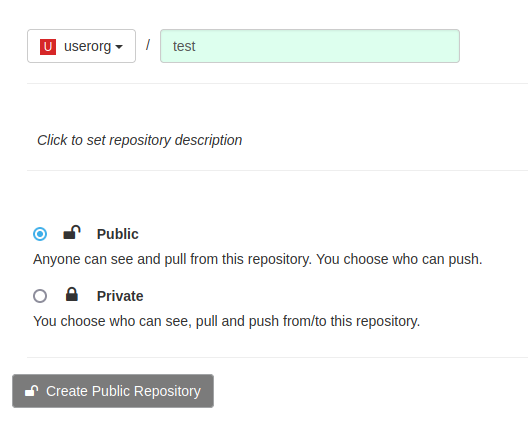 U userorg / test
Click to set repository description
Public
Anyone can see and pull from this repository. You choose who can push.
Private
You choose who can see, pull and push from/to this repository.
Create Public Repository